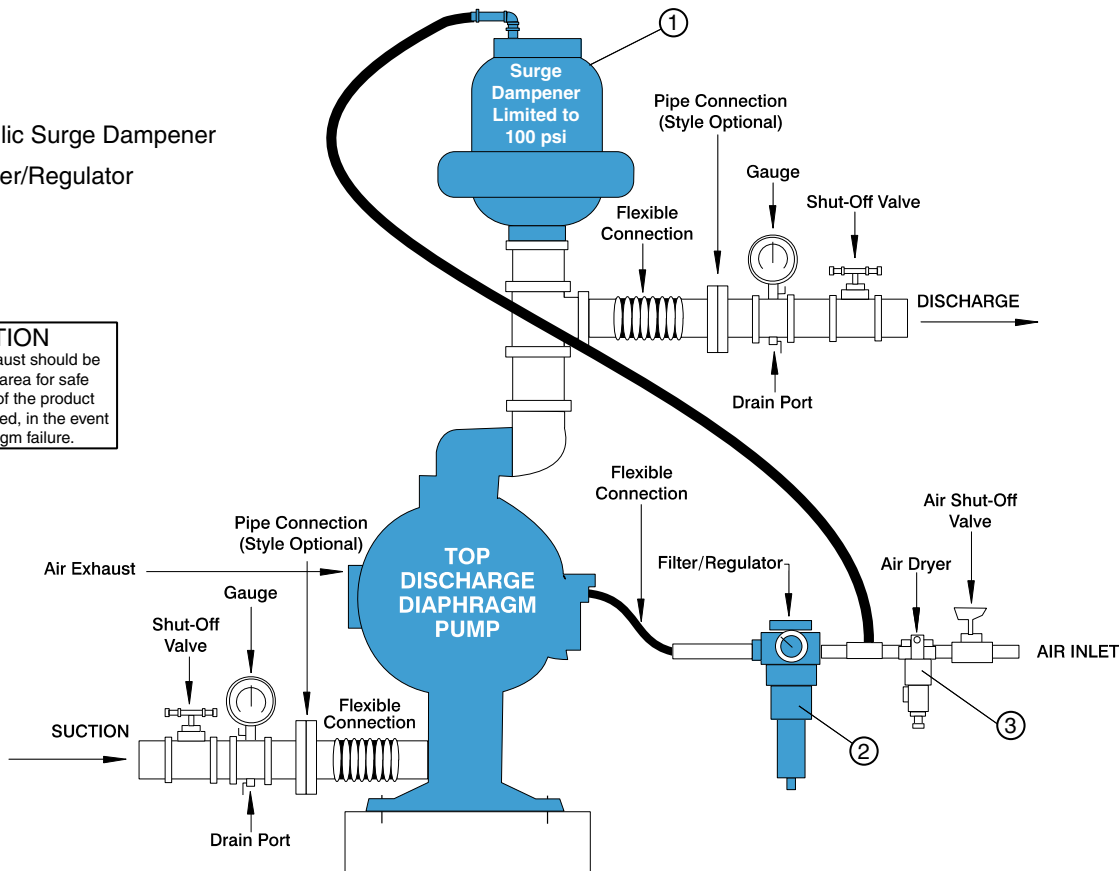 1
Surge
Dampener
Limited to
100 psi
Pipe Connection
(Style Optional)
lic Surge Dampener
er/Regulator
Gauge
Shut-Off Valve
Flexible
Connection
DISCHARGE
TION
aust should be
area for safe
of the product
ed, in the event
gm failure.
Drain Port
Flexible
Connection
Air Shut-Off
Valve
Pipe Connection
(Style Optional)
TOP
DISCHARGE
DIAPHRAGM
PUMP
Air Exhaust
Filter/Regulator
Air Dryer
Gauge
Shut-Off
Valve
AIR INLET
Flexible
Connection
SUCTION
3
2
Drain Port